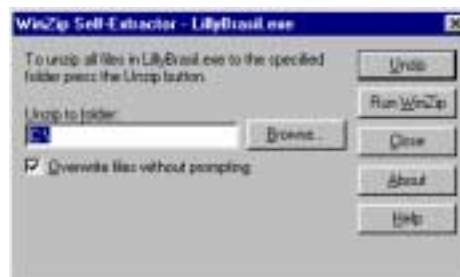 WinZip Self-Extractor - LillyBrasil.exe
To unzip all files in LillyBrasil.exe to the specified
folder press the Unzip button.
Unzip to folder:
C:\
Browse...
Overwrite files without prompting
Unzip
Run WinZip
Close
About
Help